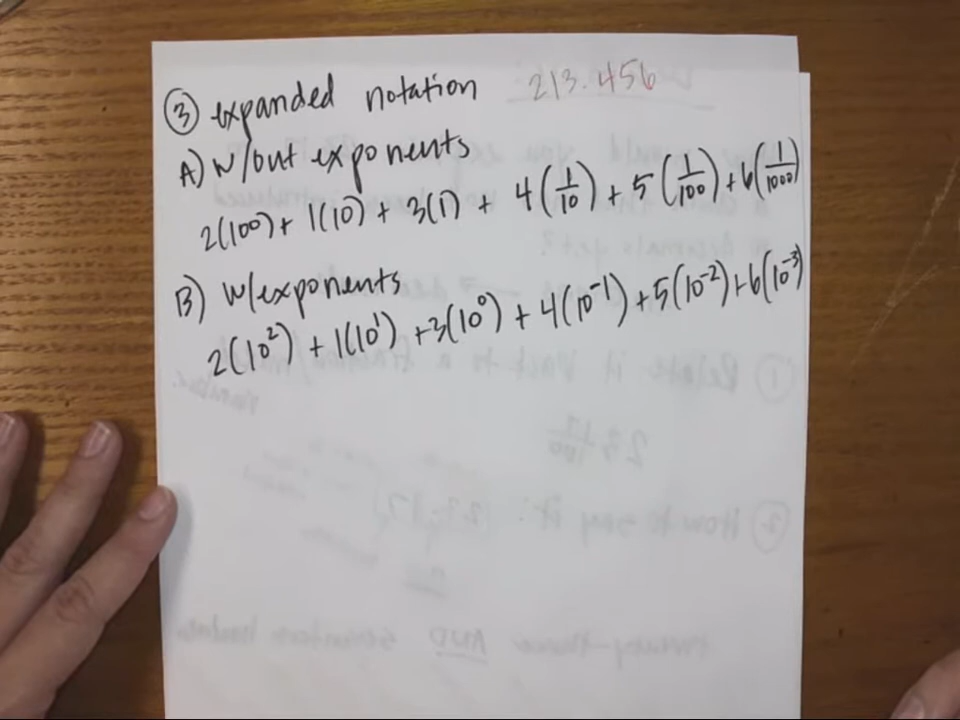 ③ expanded notation 213.456
A) w/out exponents
2(100) + 1(10) + 3(1) + 4(1/10) + 5(1/100) + 6(1/1000)
B) w/exponents
2(10²) + 1(10¹) + 3(10⁰) + 4(10⁻¹) + 5(10⁻²) + 6(10⁻³)